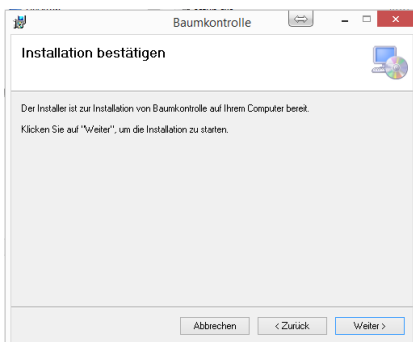 Baumkontrolle
Installation bestätigen
Der Installer ist zur Installation von Baumkontrolle auf Ihrem Computer bereit.
Klicken Sie auf "Weiter", um die Installation zu starten.
Abbrechen
< Zurück
Weiter >